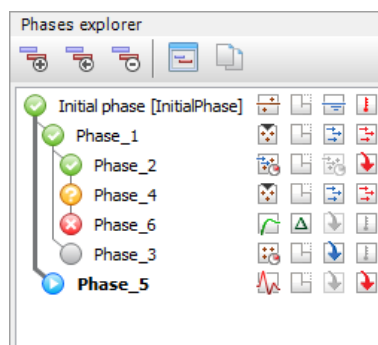 Phases explorer
Initial phase [InitialPhase]
Phase_1
Phase_2
Phase_4
Phase_6
Phase_3
Phase_5